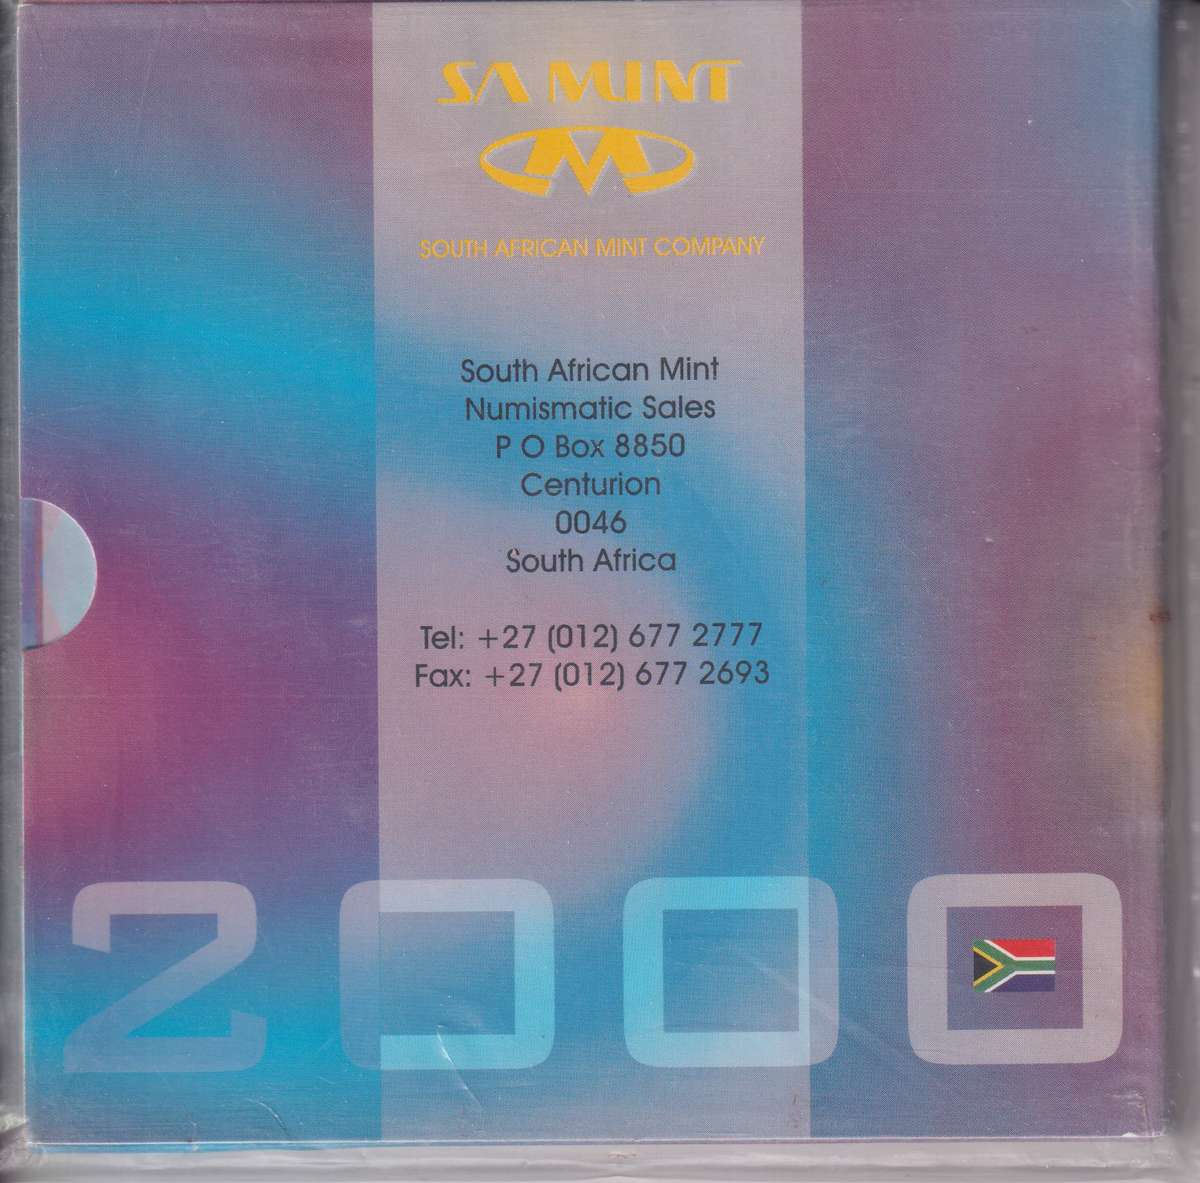 SA MINT
M
SOUTH AFRICAN MINT COMPANY
South African Mint
Numismatic Sales
P O Box 8850
Centurion
0046
South Africa
Tel: +27 (012) 677 2777
Fax: +27 (012) 677 2693
2000